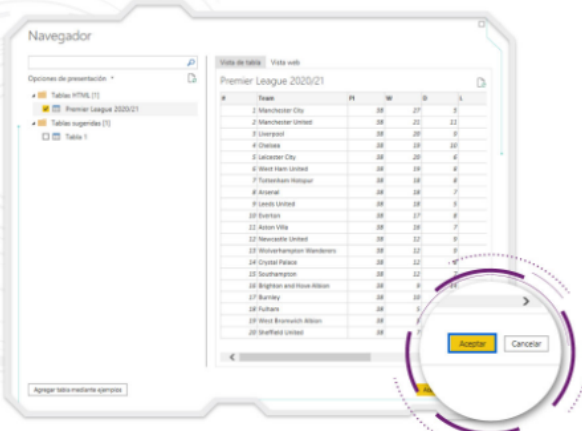 Navegador
Opciones de presentación
Tablas HTML [1]
Premier League 2020/21
Tablas sugeridas [1]
Tabla 1
Agregar tabla mediante ejemplos
Vista de tabla Vista web
Premier League 2020/21
# Team Pl W D L
1 Manchester City 38 27 5
2 Manchester United 38 21 11
3 Liverpool 38 20 9
4 Chelsea 38 19 10
5 Leicester City 38 20 6
6 West Ham United 38 19 8
7 Tottenham Hotspur 38 18 8
8 Arsenal 38 18 7
9 Leeds United 38 18 5
10 Everton 38 17 8
11 Aston Villa 38 16 7
12 Newcastle United 38 12 9
13 Wolverhampton Wanderers 38 12 9
14 Crystal Palace 38 12
15 Southampton 38 12
16 Brighton and Hove Albion 38 9
17 Burnley 38 10
18 Fulham 38 5
19 West Bromwich Albion 38
20 Sheffield United 38
Aceptar Cancelar